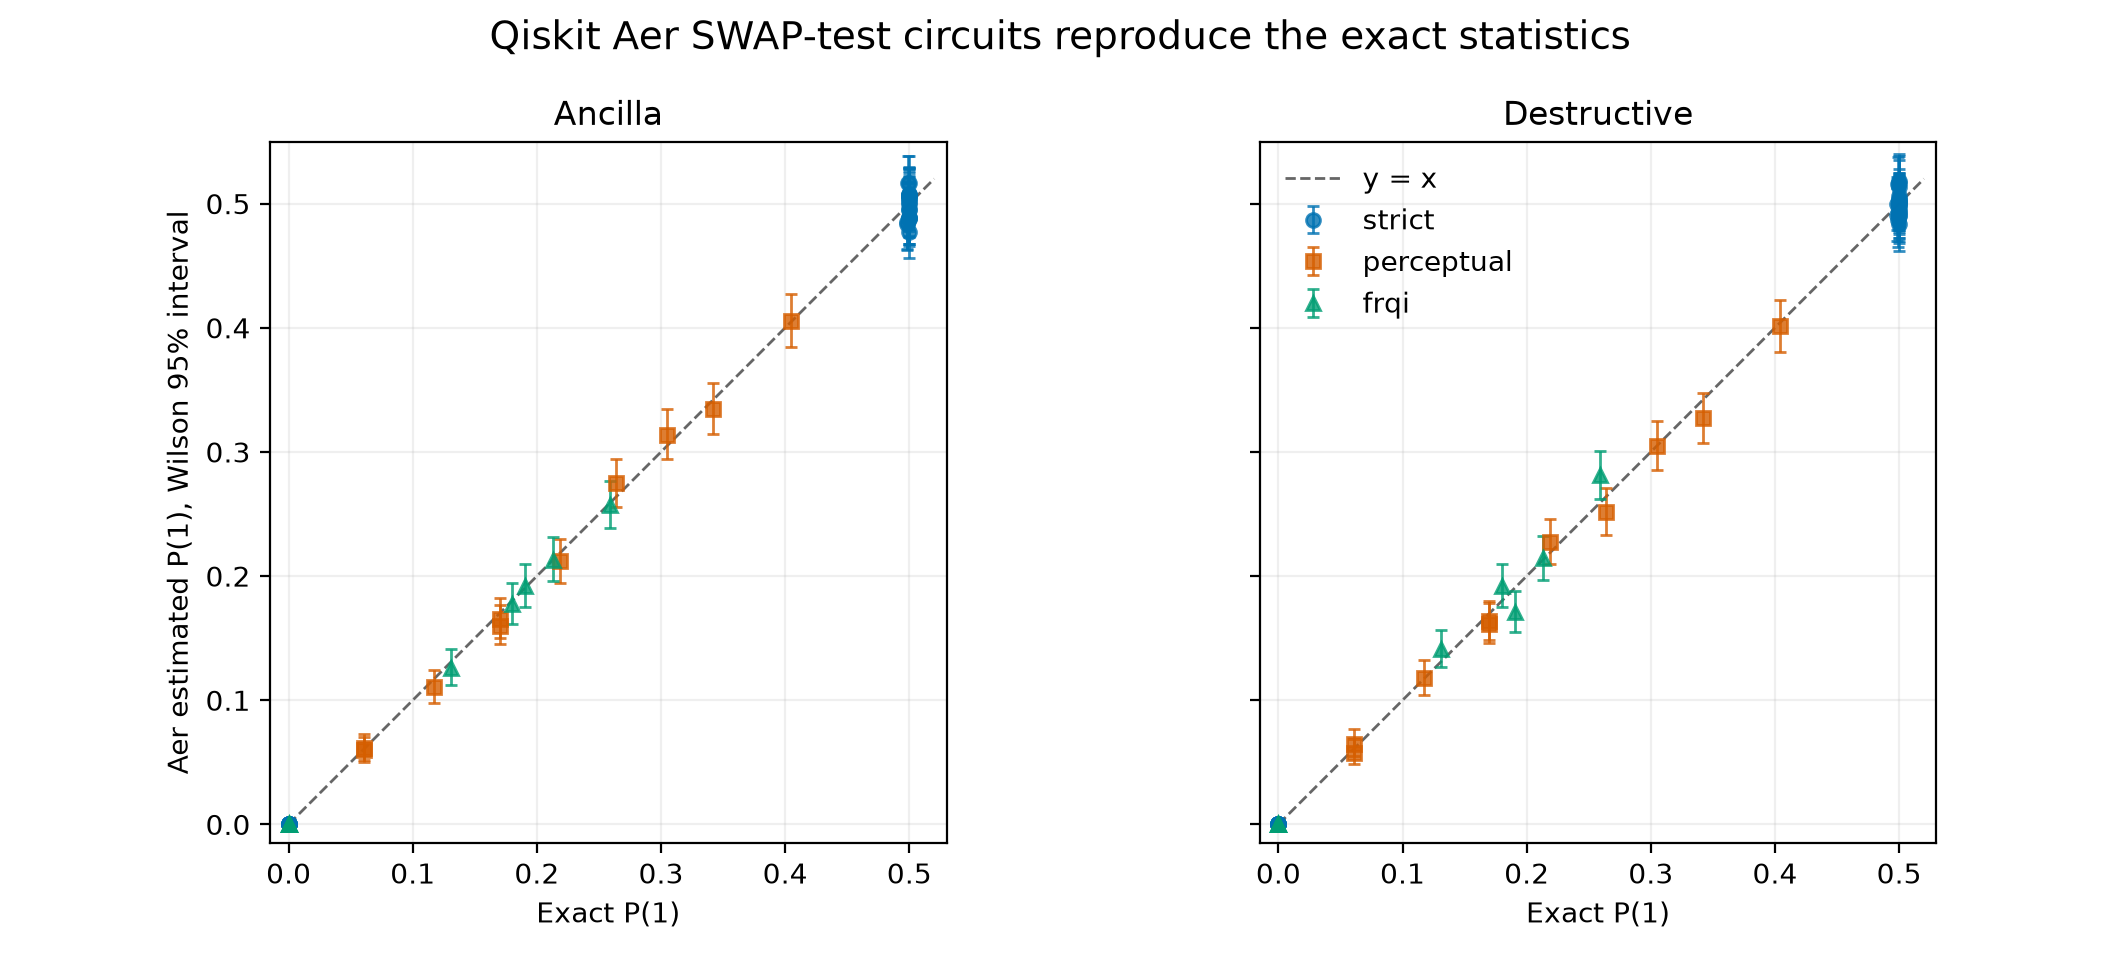 Qiskit Aer SWAP-test circuits reproduce the exact statistics
Ancilla
Aer estimated P(1), Wilson 95% interval
0.5
0.4
0.3
0.2
0.1
0.0
0.0 0.1 0.2 0.3 0.4 0.5
Exact P(1)
Destructive
y = x
strict
perceptual
frqi
0.0 0.1 0.2 0.3 0.4 0.5
Exact P(1)